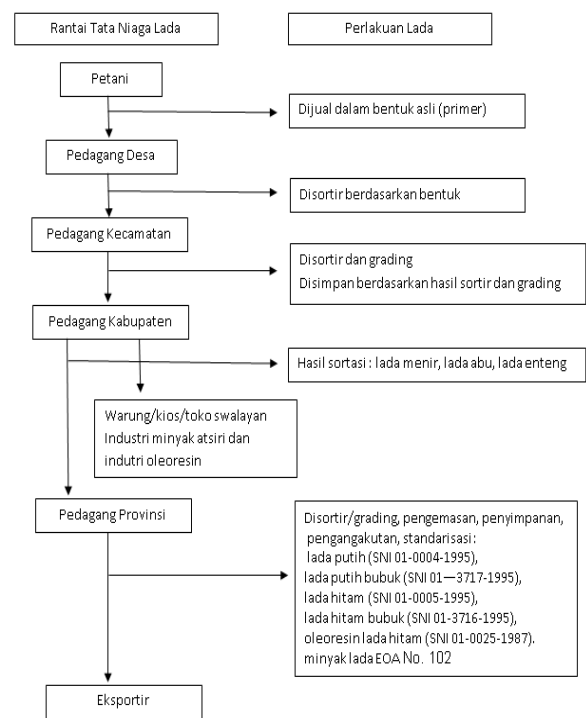 Rantai Tata Niaga Lada
Perlakuan Lada
Petani
Dijual dalam bentuk asli (primer)
Pedagang Desa
Disortir berdasarkan bentuk
Pedagang Kecamatan
Disortir dan grading
Disimpan berdasarkan hasil sortir dan grading
Pedagang Kabupaten
Hasil sortasi : lada menir, lada abu, lada enteng
Warung/kios/toko swalayan
Industri minyak atsiri dan
indutri oleoresin
Pedagang Provinsi
Disortir/grading, pengemasan, penyimpanan,
pengangakutan, standarisasi :
lada putih (SNI 01-0004-1995),
lada putih bubuk (SNI 01—3717-1995),
lada hitam (SNI 01-0005-1995),
lada hitam bubuk (SNI 01-3716-1995),
oleoresin lada hitam (SNI 01-0025-1987).
minyak lada EOA No. 102
Eksportir